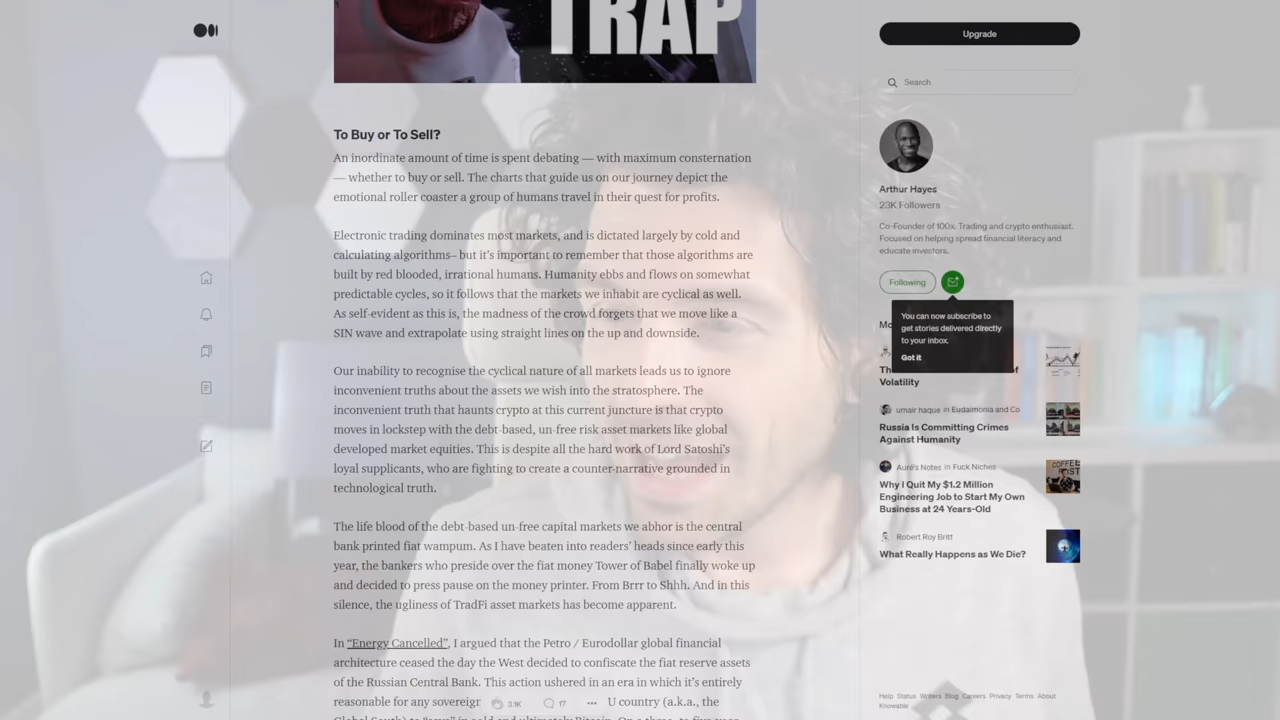 TRAP
To Buy or To Sell?
An inordinate amount of time is spent debating — with maximum consternation
— whether to buy or sell. The charts that guide us on our journey depict the
emotional roller coaster a group of humans travel in their quest for profits.
Electronic trading dominates most markets, and is dictated largely by cold and
calculating algorithms– but it’s important to remember that those algorithms are
built by red blooded, irrational humans. Humanity ebbs and flows on somewhat
predictable cycles, so it follows that the markets we inhabit are cyclical as well.
As self-evident as this is, the madness of the crowd forgets that we move like a
SIN wave and extrapolate using straight lines on the up and downside.
Our inability to recognise the cyclical nature of all markets leads us to ignore
inconvenient truths about the assets we wish into the stratosphere. The
inconvenient truth that haunts crypto at this current juncture is that crypto
moves in lockstep with the debt-based, un-free risk asset markets like global
developed market equities. This is despite all the hard work of Lord Satoshi’s
loyal supplicants, who are fighting to create a counter-narrative grounded in
technological truth.
The life blood of the debt-based un-free capital markets we abhor is the central
bank printed fiat wampum. As I have beaten into readers’ heads since early this
year, the bankers who preside over the fiat money Tower of Babel finally woke up
and decided to press pause on the money printer. From Brrr to Shhh. And in this
silence, the ugliness of TradFi asset markets has become apparent.
In “Energy Cancelled”, I argued that the Petro / Eurodollar global financial
architecture ceased the day the West decided to confiscate the fiat reserve assets
of the Russian Central Bank. This action ushered in an era in which it’s entirely
reasonable for any sovereign 3.1K 17 U country (a.k.a., the
Upgrade
Search
Arthur Hayes
23K Followers
Co-Founder of 100x. Trading and crypto enthusiast.
Focused on helping spread financial literacy and
educate investors.
Following
You can now subscribe to
get stories delivered directly
to your inbox.
Got it
Mo
Th of
Volatility
umair haque in Eudaimonia and Co
Russia Is Committing Crimes
Against Humanity
Auré's Notes in Fuck Niches
Why I Quit My $1.2 Million
Engineering Job to Start My Own
Business at 24 Years-Old
Robert Roy Britt
What Really Happens as We Die?
Help Status Writers Blog Careers Privacy Terms About
Knowable